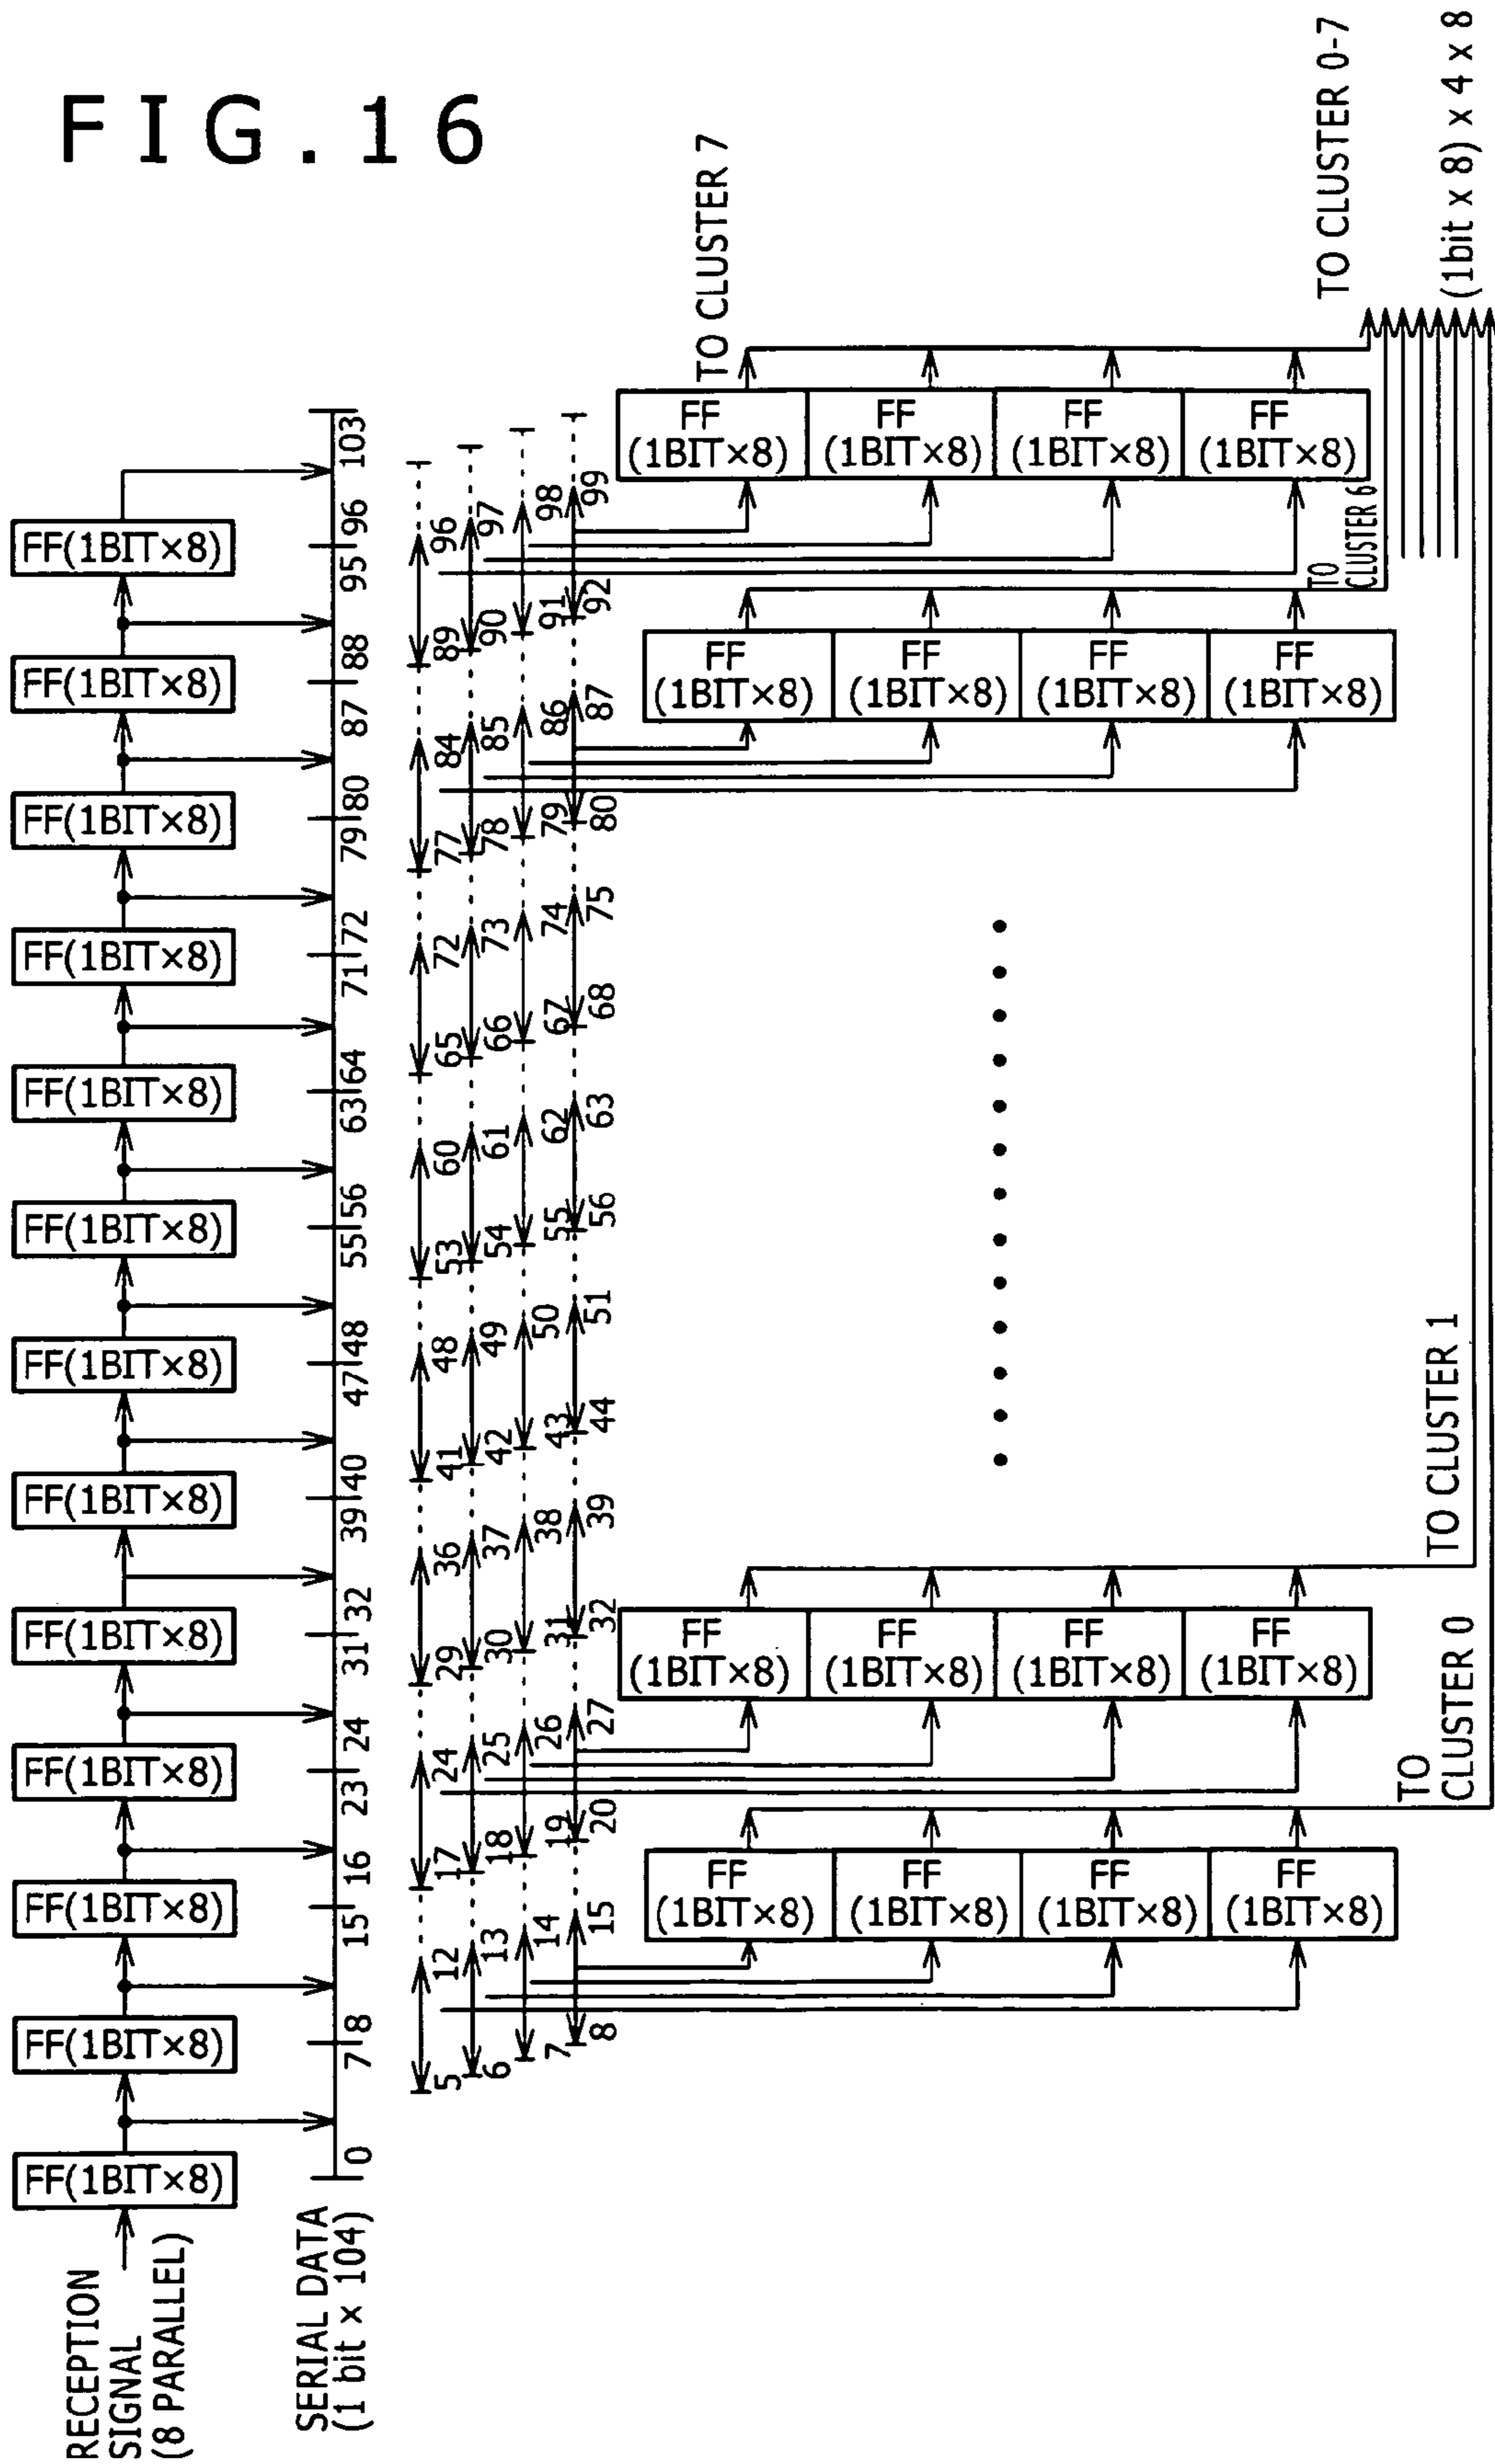 FIG.16
RECEPTION
SIGNAL
(8 PARALLEL)
FF(1BIT×8)
FF(1BIT×8)
FF(1BIT×8)
FF(1BIT×8)
FF(1BIT×8)
FF(1BIT×8)
FF(1BIT×8)
FF(1BIT×8)
FF(1BIT×8)
FF(1BIT×8)
FF(1BIT×8)
FF(1BIT×8)
FF(1BIT×8)
SERIAL DATA
(1 bit × 104)
0 7 8 15 16 23 24 31 32 39 40 47 48 55 56 63 64 71 72 79 80 87 88 95 96 103
5 12 17 24 29 36 41 48 53 60 65 72 77 84 89 96
6 13 18 25 30 37 42 49 54 61 66 73 78 85 90 97
7 14 19 26 31 38 43 50 55 62 67 74 79 86 91 98
8 15 20 27 32 39 44 51 56 63 68 75 80 87 92 99
FF
(1BIT×8)
FF
(1BIT×8)
FF
(1BIT×8)
FF
(1BIT×8)
TO
CLUSTER 0
FF
(1BIT×8)
FF
(1BIT×8)
FF
(1BIT×8)
FF
(1BIT×8)
TO CLUSTER 1
FF
(1BIT×8)
FF
(1BIT×8)
FF
(1BIT×8)
FF
(1BIT×8)
TO
CLUSTER 6
FF
(1BIT×8)
FF
(1BIT×8)
FF
(1BIT×8)
FF
(1BIT×8)
TO CLUSTER 7
TO CLUSTER 0-7
(1bit x 8) x 4 x 8